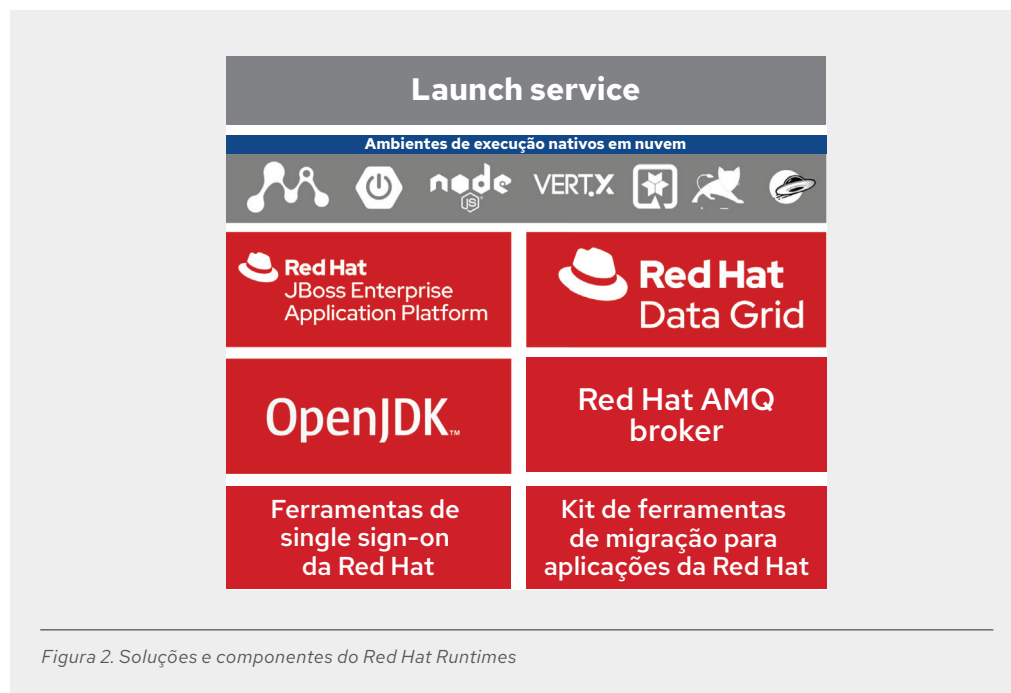 Launch service
Ambientes de execução nativos em nuvem
node
JS
VERT.X
Red Hat
JBoss Enterprise
Application Platform
Red Hat
Data Grid
OpenJDK™
Red Hat AMQ
broker
Ferramentas de
single sign-on
da Red Hat
Kit de ferramentas
de migração para
aplicações da Red Hat
Figura 2. Soluções e componentes do Red Hat Runtimes